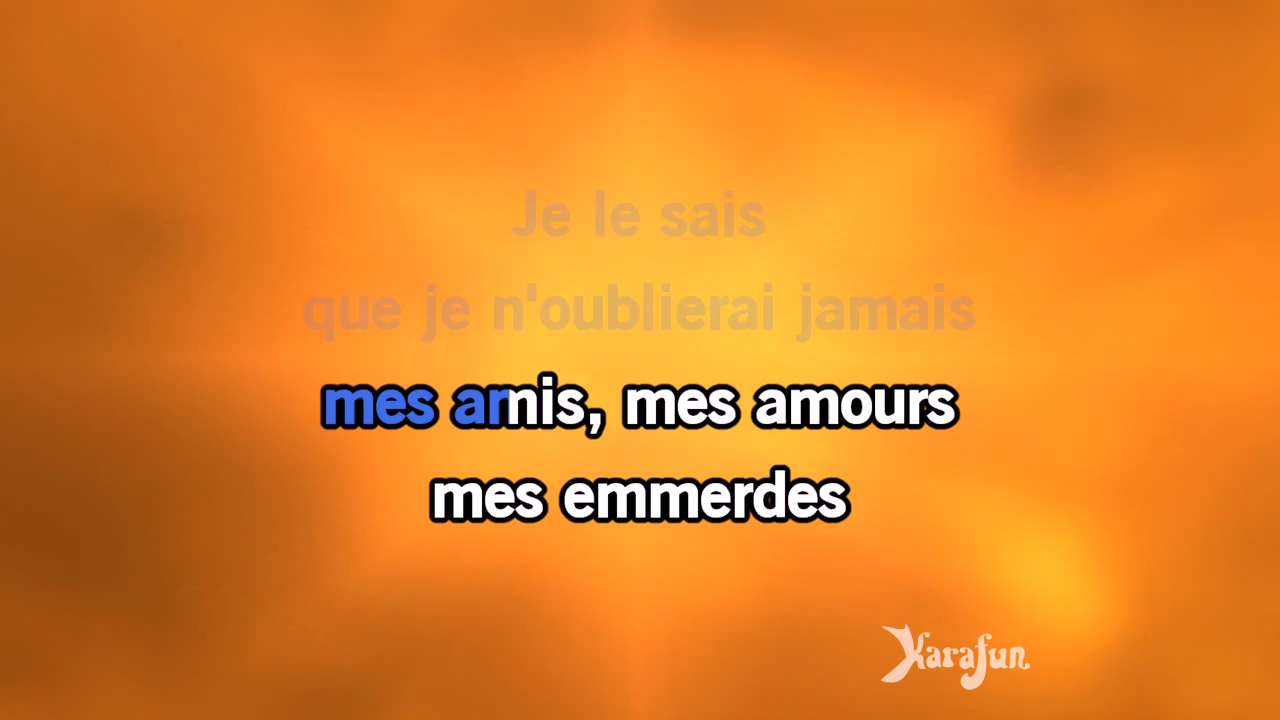 Je le sais
que je n'oublierai jamais
mes amis, mes amours
mes emmerdes
Karafun